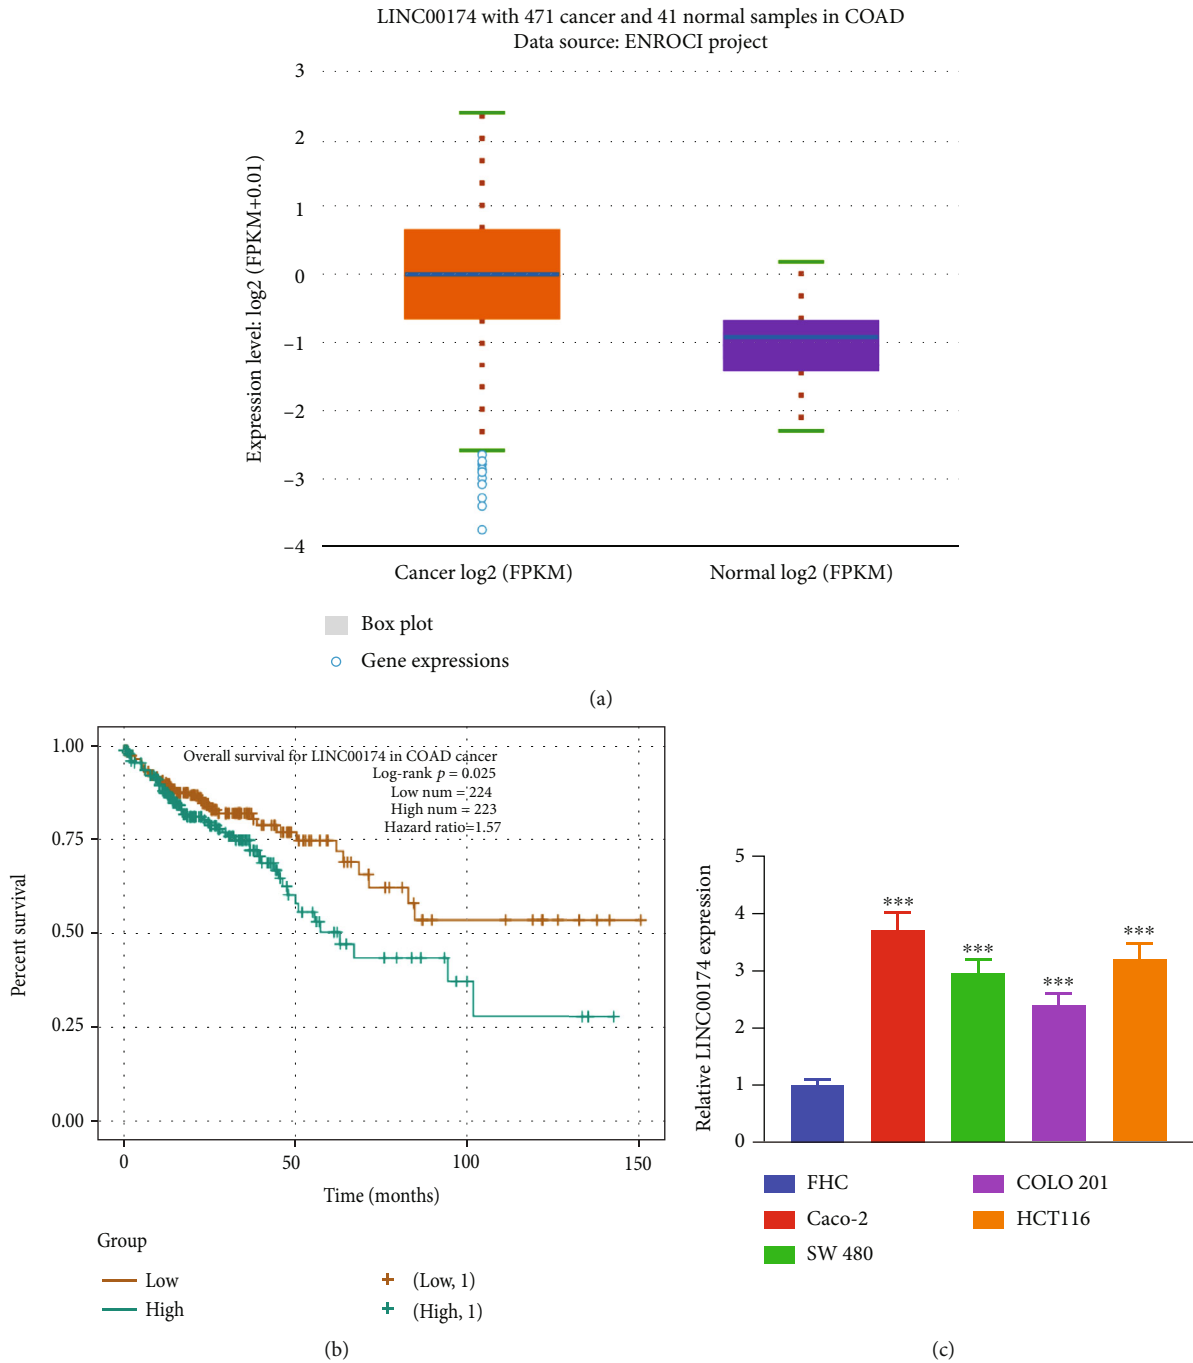 LINC00174 with 471 cancer and 41 normal samples in COAD
Data source: ENROCI project
Expression level: log2 (FPKM+0.01)
3
2
1
0
−1
−2
−3
−4
Cancer log2 (FPKM)
Normal log2 (FPKM)
Box plot
Gene expressions
(a)
Overall survival for LINC00174 in COAD cancer
Log-rank p = 0.025
Low num = 224
High num = 223
Hazard ratio=1.57
Percent survival
1.00
0.75
0.50
0.25
0.00
0
50
100
150
Time (months)
Group
Low
(Low, 1)
High
(High, 1)
(b)
Relative LINC00174 expression
5
4
3
2
1
0
***
***
***
***
FHC
COLO 201
Caco-2
HCT116
SW 480
(c)